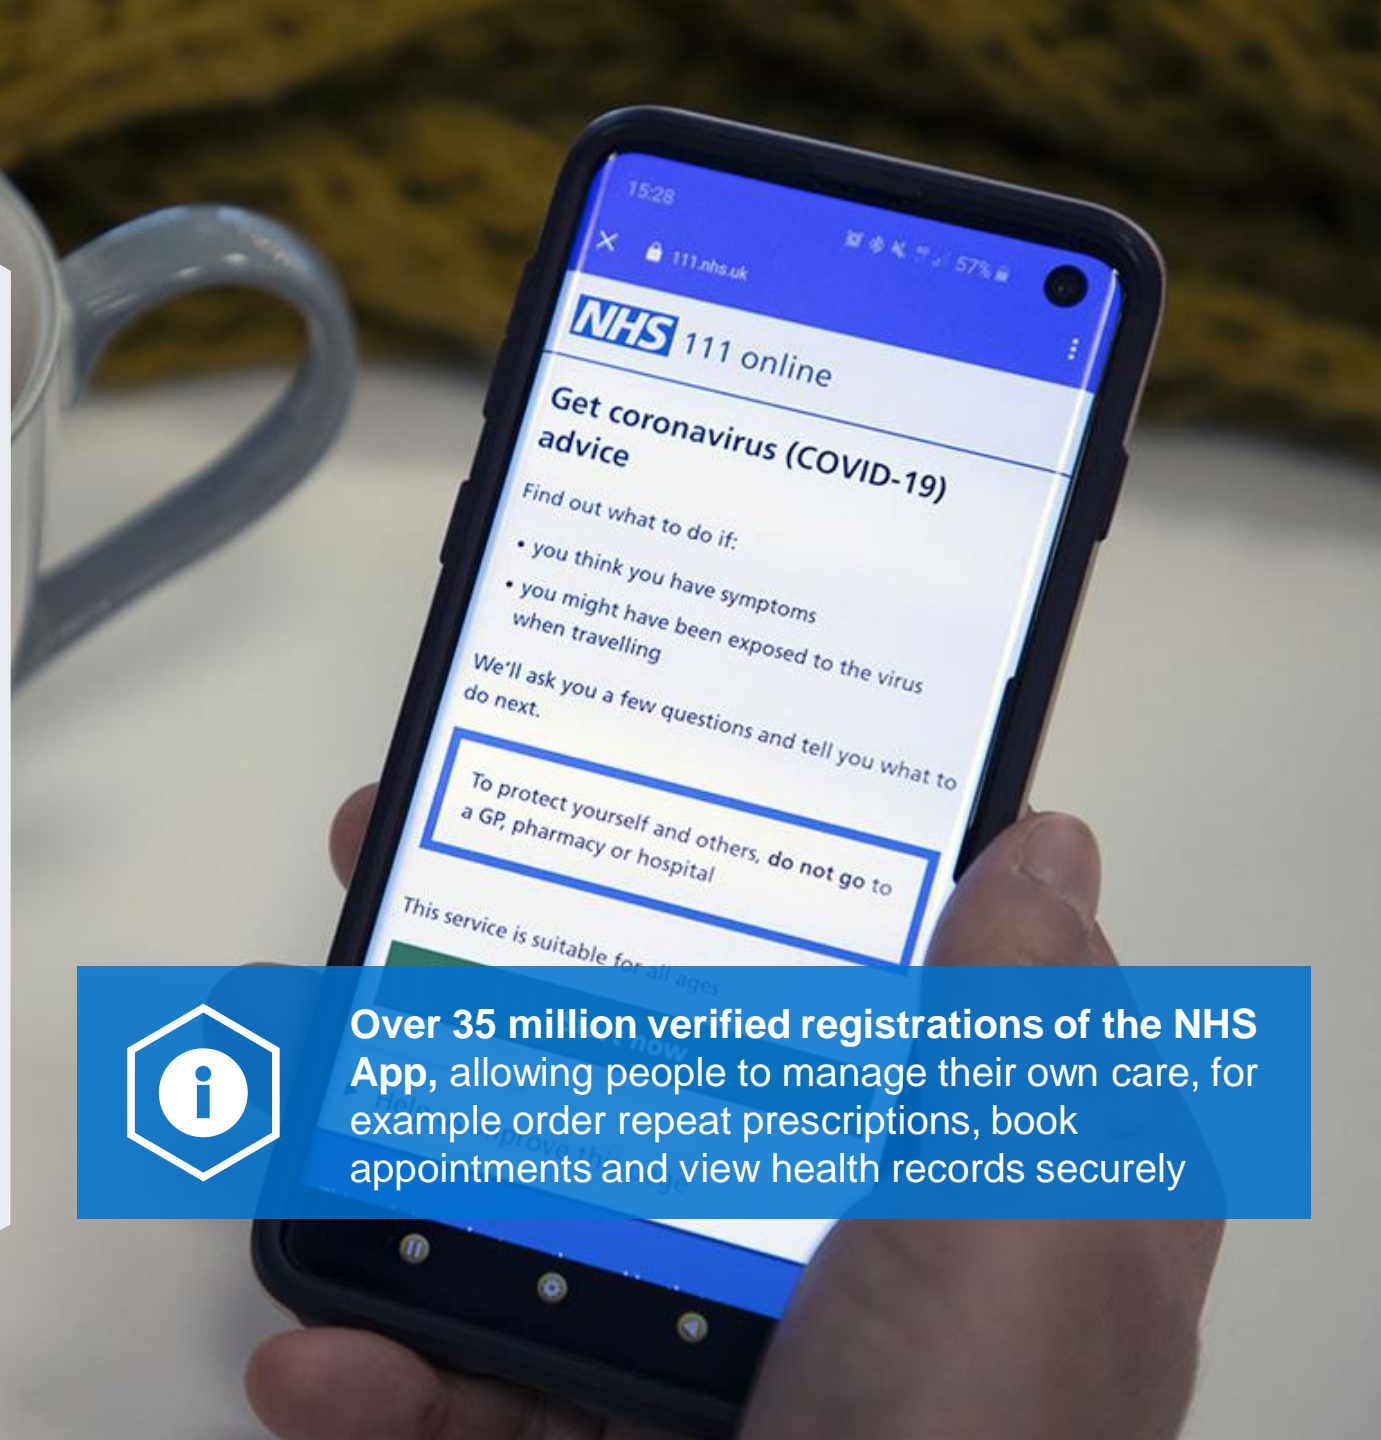 15:28
57%
111.nhs.uk
NHS 111 online
Get coronavirus (COVID-19)
advice
Find out what to do if:
• you think you have symptoms
• you might have been exposed to the virus
when travelling
We'll ask you a few questions and tell you what to
do next.
To protect yourself and others, do not go to
a GP, pharmacy or hospital
This service is suitable for all ages
now
Over 35 million verified registrations of the NHS
App, allowing people to manage their own care, for
example order repeat prescriptions, book
appointments and view health records securely